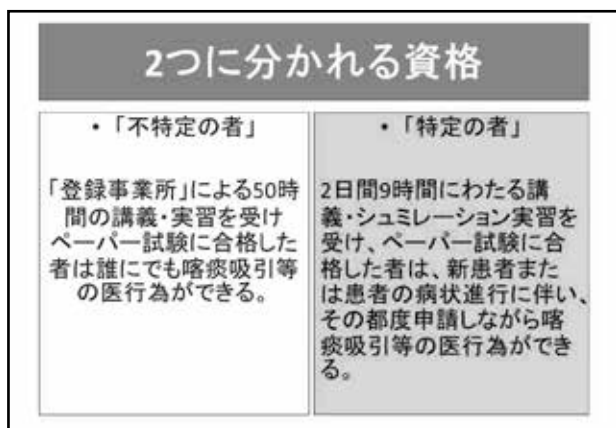 2つに分かれる資格
・「不特定の者」
「登録事業所」による50時
間の講義・実習を受け
ペーパー試験に合格した
者は誰にでも喀痰吸引等
の医行為ができる。
・「特定の者」
2日間9時間にわたる講
義・シュミレーション実習を
受け、ペーパー試験に合
格した者は、新患者また
は患者の病状進行に伴い、
その都度申請しながら喀
痰吸引等の医行為ができ
る。